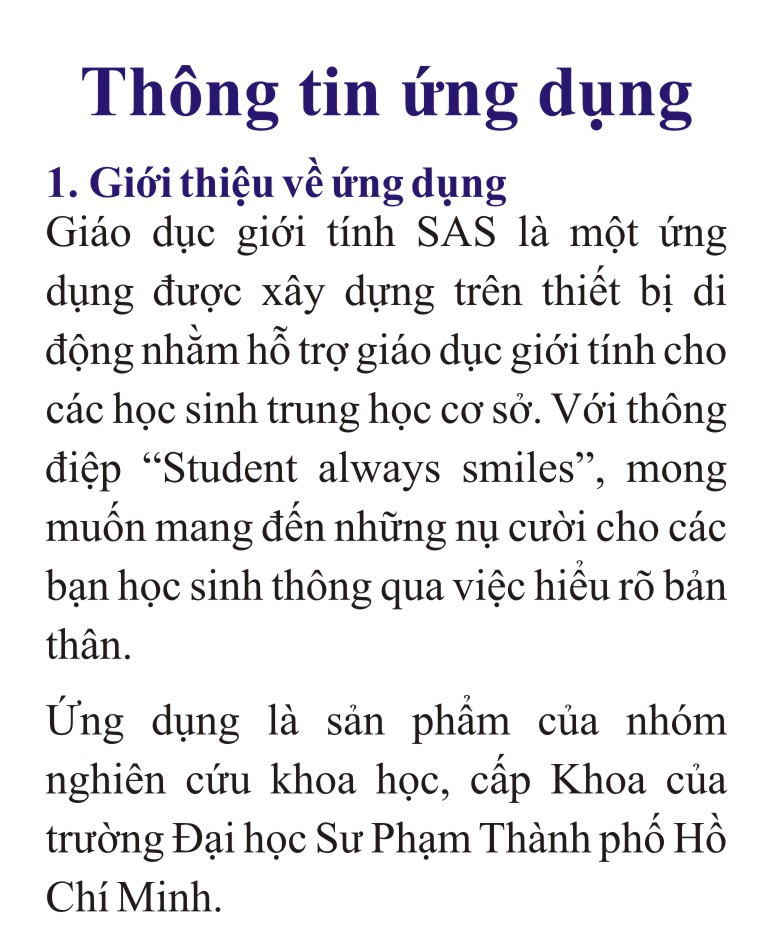 Thông tin ứng dụng
1. Giới thiệu về ứng dụng
Giáo dục giới tính SAS là một ứng
dụng được xây dựng trên thiết bị di
động nhằm hỗ trợ giáo dục giới tính cho
các học sinh trung học cơ sở. Với thông
điệp “Student always smiles”, mong
muốn mang đến những nụ cười cho các
bạn học sinh thông qua việc hiểu rõ bản
thân.
Ứng dụng là sản phẩm của nhóm
nghiên cứu khoa học, cấp Khoa của
trường Đại học Sư Phạm Thành phố Hồ
Chí Minh.